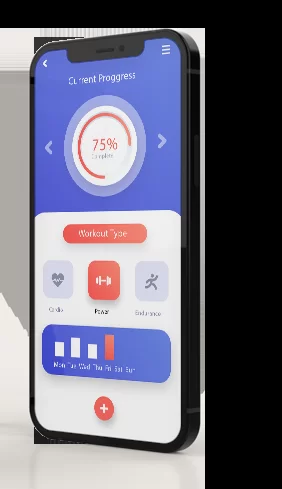 Current Proggress
75%
Complete
Workout Type
Cardio Power Endurance
Mon Tue Wed Thu Fri Sat Sun